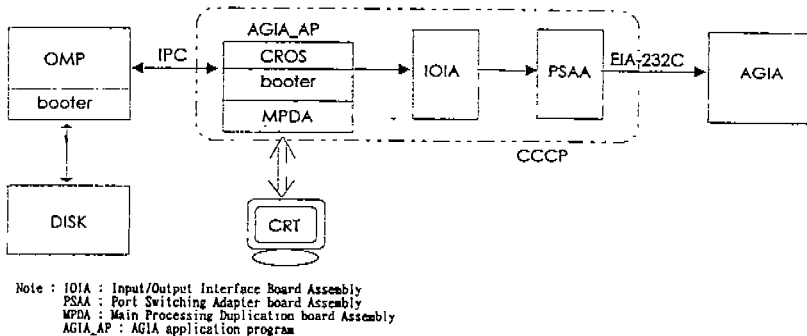 AGIA_AP
OMP
IPC
CROS
booter
booter
MPDA
IOIA
PSAA
EIA-232C
AGIA
CCCP
DISK
CRT
Note : IOIA : Input/Output Interface Board Assembly
PSAA : Port Switching Adapter board Assembly
MPDA : Main Processing Duplication board Assembly
AGIA_AP : AGIA application program